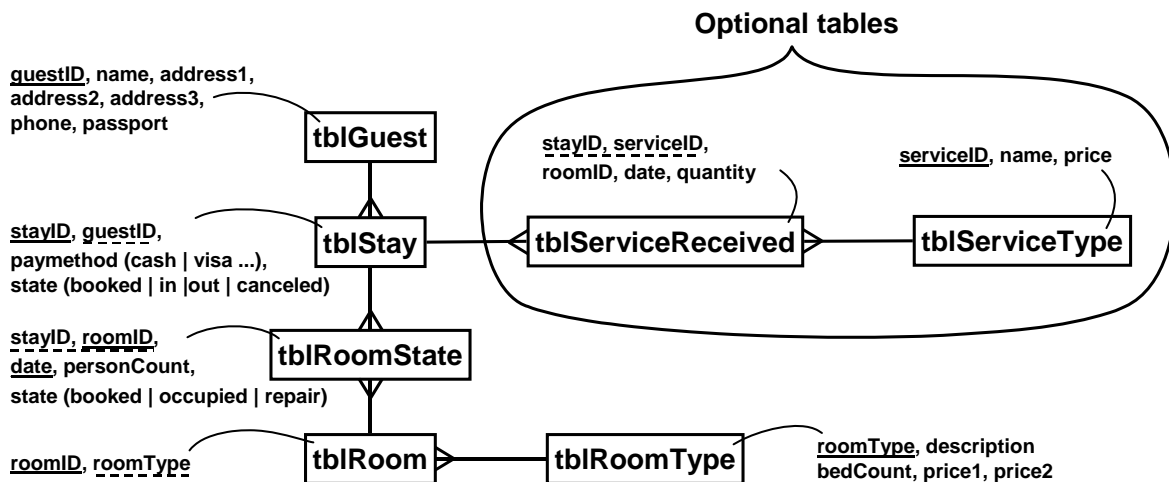 Optional tables
guestID, name, address1,
address2, address3,
phone, passport
tblGuest
stayID, serviceID,
roomID, date, quantity
serviceID, name, price
stayID, guestID,
paymethod (cash | visa ...),
state (booked | in |out | canceled)
tblStay
tblServiceReceived
tblServiceType
stayID, roomID,
date, personCount,
state (booked | occupied | repair)
tblRoomState
roomID, roomType
tblRoom
tblRoomType
roomType, description
bedCount, price1, price2